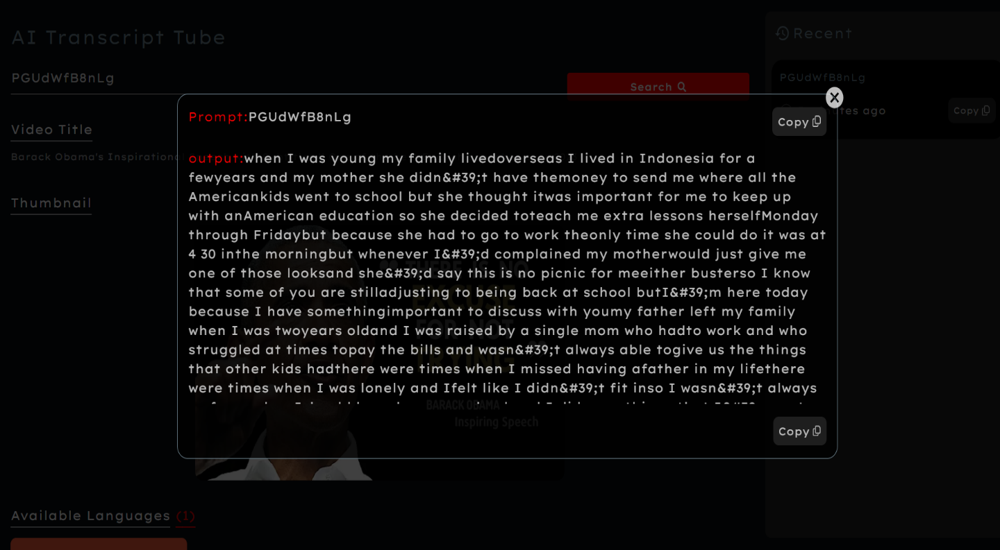 AI Transcript Tube
Recent
PGUdWfB8nLg
Search
PGUdWfB8nLg
ago
Copy
Prompt:PGUdWfB8nLg
Copy
Video Title
Barack Obama's Inspirational
output:when I was young my family livedoverseas I lived in Indonesia for a
fewyears and my mother she didn&#39;t have themoney to send me where all the
Americankids went to school but she thought itwas important for me to keep up
with anAmerican education so she decided toteach me extra lessons herselfMonday
through Fridaybut because she had to go to work theonly time she could do it was at
4 30 inthe morningbut whenever I&#39;d complained my motherwould just give me
one of those looksand she&#39;d say this is no picnic for meeither busterso I know
that some of you are stilladjusting to being back at school butI&#39;m here today
because I have somethingimportant to discuss with youmy father left my family
when I was twoyears oldand I was raised by a single mom who hadto work and who
struggled at times topay the bills and wasn&#39;t always able togive us the things
that other kids hadthere were times when I missed having afather in my lifethere
were times when I was lonely and Ifelt like I didn&#39;t fit inso I wasn&#39;t always
Thumbnail
THERE IS NO
EXCUSE
FOR NOT
TRYING
BARACK OBAMA
Inspiring Speech
Copy
Available Languages (1)